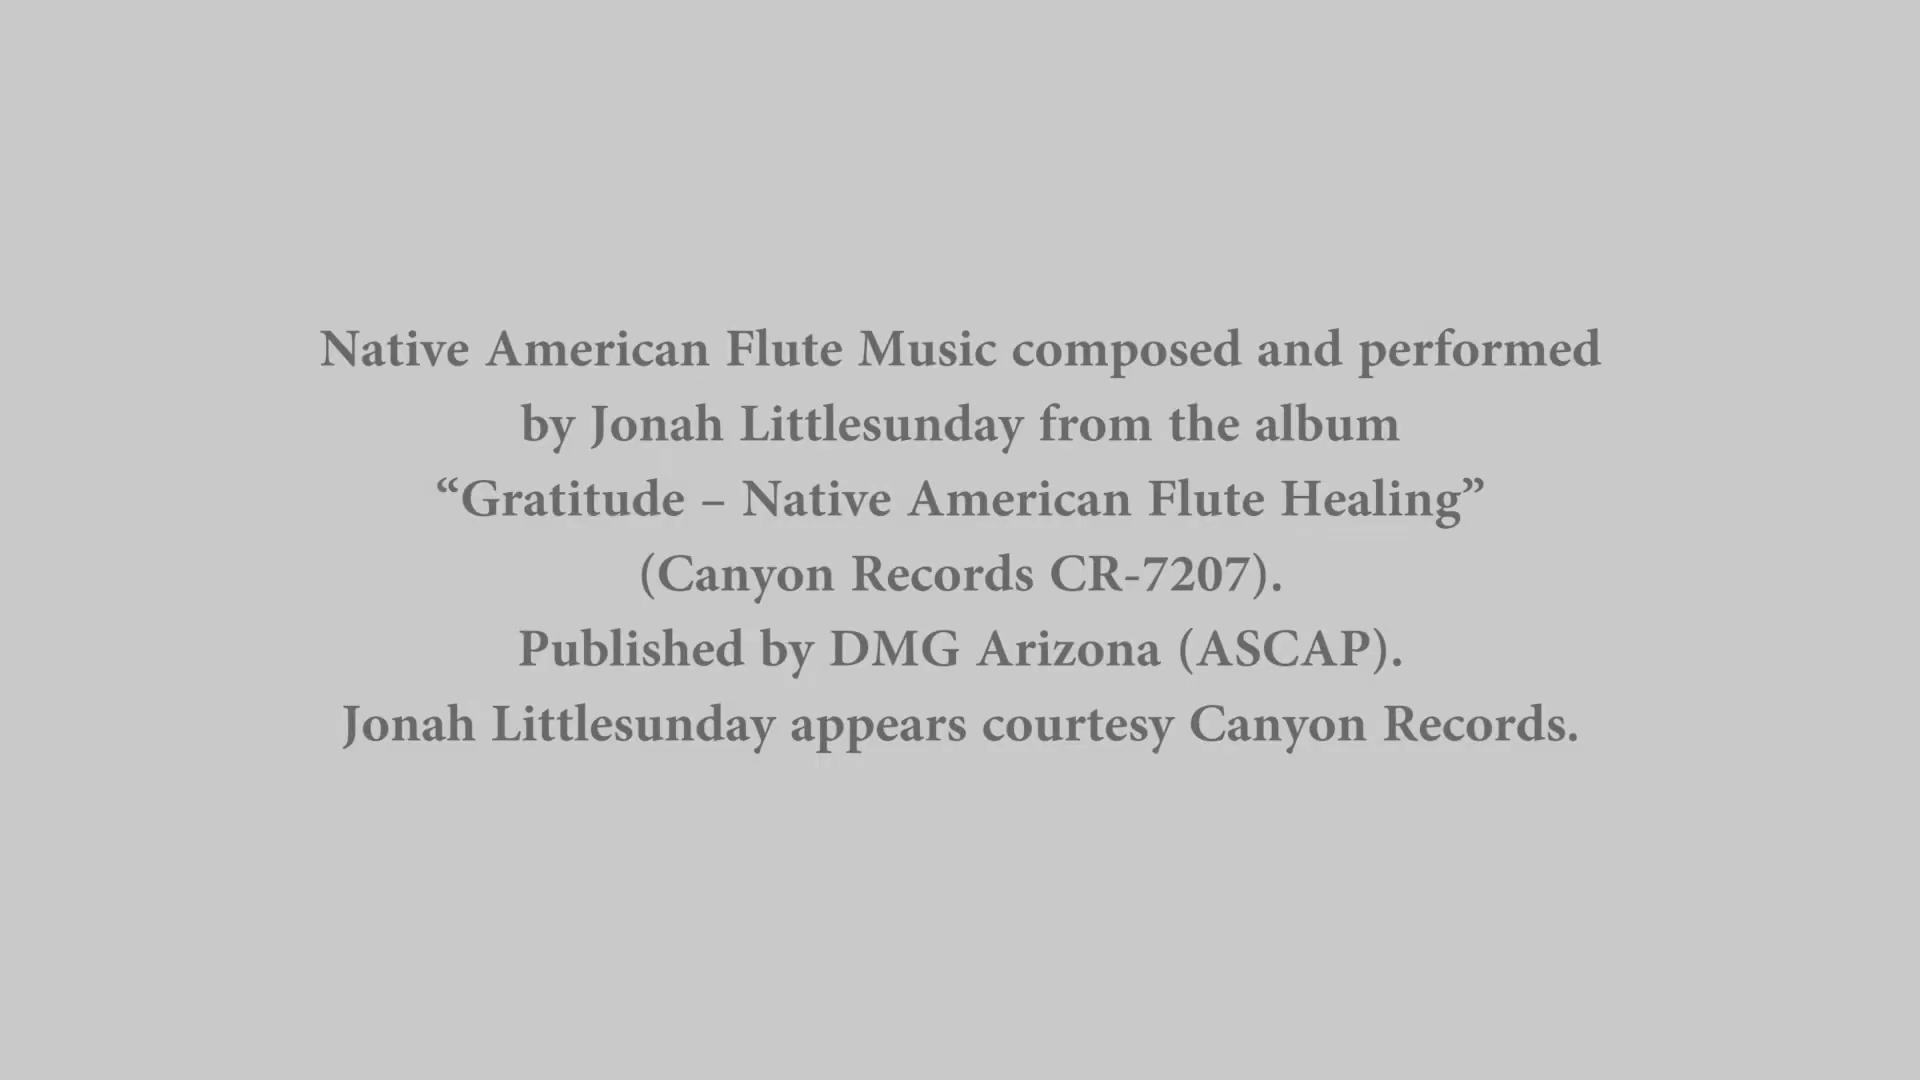 Native American Flute Music composed and performed
by Jonah Littlesunday from the album
“Gratitude – Native American Flute Healing”
(Canyon Records CR-7207).
Published by DMG Arizona (ASCAP).
Jonah Littlesunday appears courtesy Canyon Records.